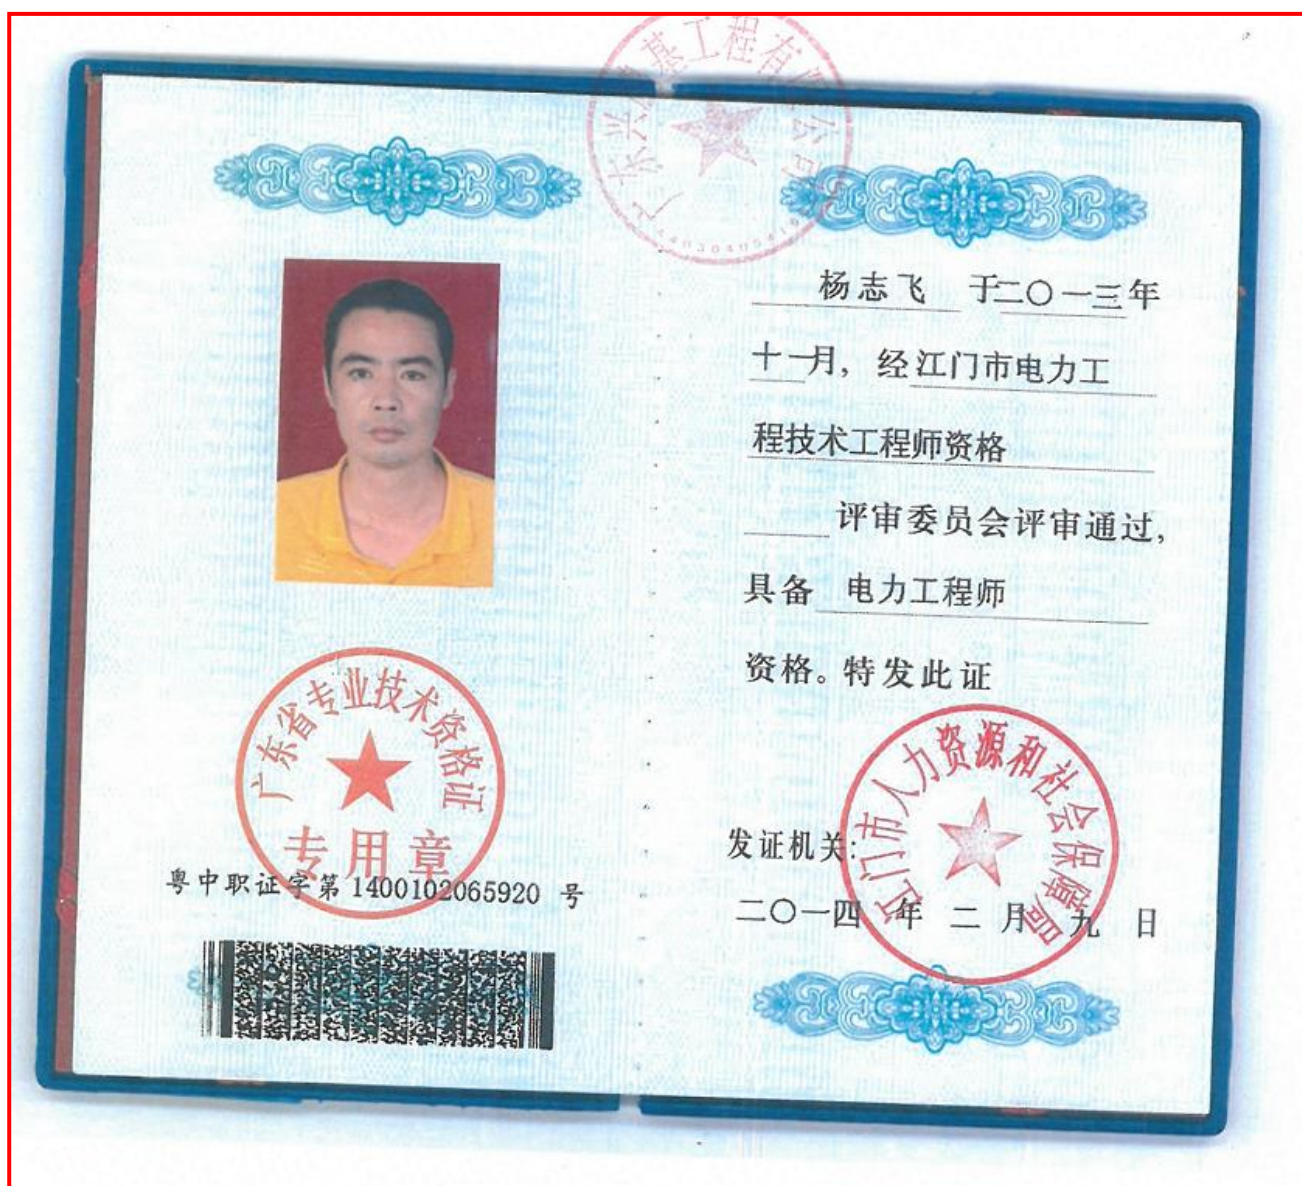 杨志飞 于二〇一三年
十一月，经江门市电力工
程技术工程师资格
评审委员会评审通过，
具备 电力工程师
资格。特发此证
发证机关：
江门市人力资源和社会保障局
二〇一四 年 二 月 九 日
广东省专业技术资格证
专用章
粤中职证字第 1400102065920 号